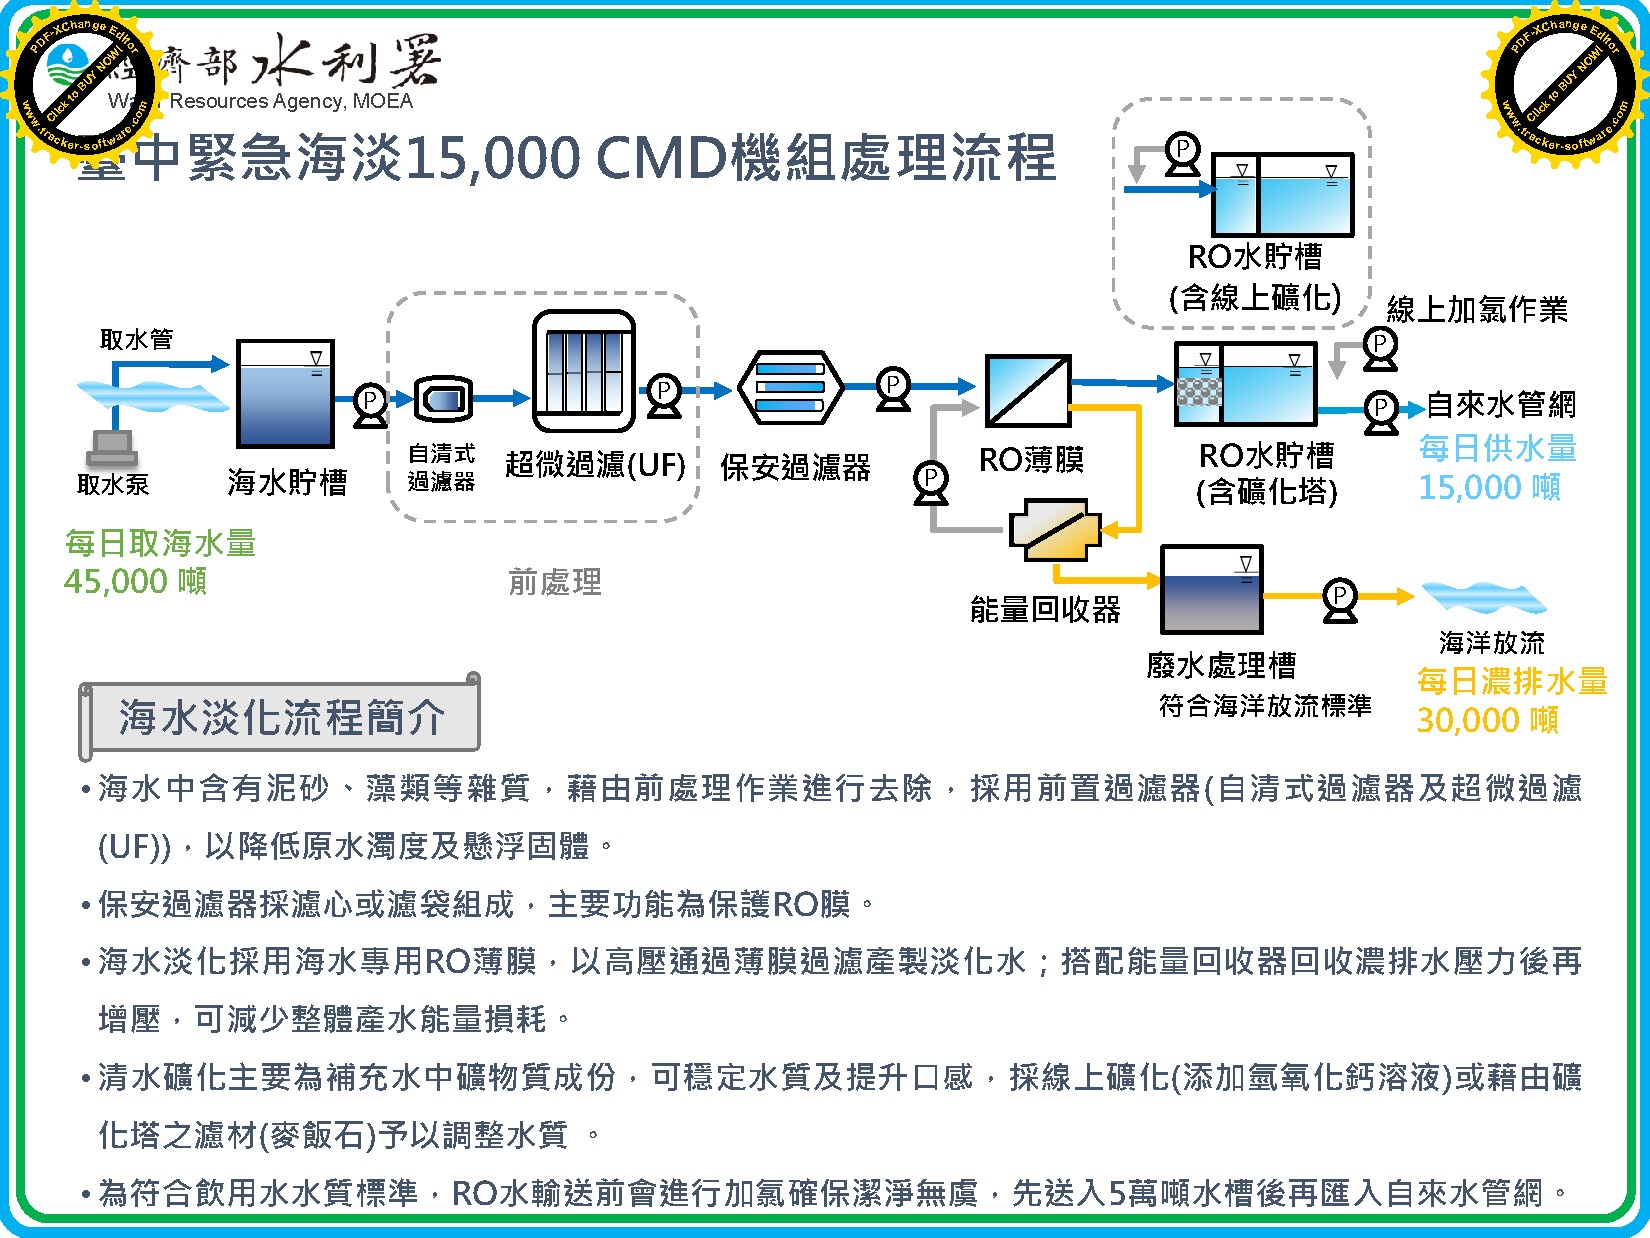 PDF-XChange Editor
Click to BUY NOW!
www.tracker-software.com
PDF-XChange Editor
Click to BUY NOW!
www.tracker-software.com
濟部水利署
Resources Agency, MOEA
臺中緊急海淡15,000 CMD機組處理流程
P
RO水貯槽
(含線上礦化)
線上加氯作業
取水管
P
P
P
P
P
自來水管網
每日供水量
15,000 噸
取水泵
海水貯槽
自清式
過濾器
超微過濾(UF)
保安過濾器
P
RO薄膜
RO水貯槽
(含礦化塔)
每日取海水量
45,000 噸
前處理
能量回收器
P
廢水處理槽
符合海洋放流標準
海洋放流
每日濃排水量
30,000 噸
海水淡化流程簡介
•海水中含有泥砂、藻類等雜質，藉由前處理作業進行去除，採用前置過濾器(自清式過濾器及超微過濾
(UF))，以降低原水濁度及懸浮固體。
•保安過濾器採濾心或濾袋組成，主要功能為保護RO膜。
•海水淡化採用海水專用RO薄膜，以高壓通過薄膜過濾產製淡化水；搭配能量回收器回收濃排水壓力後再
增壓，可減少整體產水能量損耗。
•清水礦化主要為補充水中礦物質成份，可穩定水質及提升口感，採線上礦化(添加氫氧化鈣溶液)或藉由礦
化塔之濾材(麥飯石)予以調整水質 。
•為符合飲用水水質標準，RO水輸送前會進行加氯確保潔淨無虞，先送入5萬噸水槽後再匯入自來水管網。